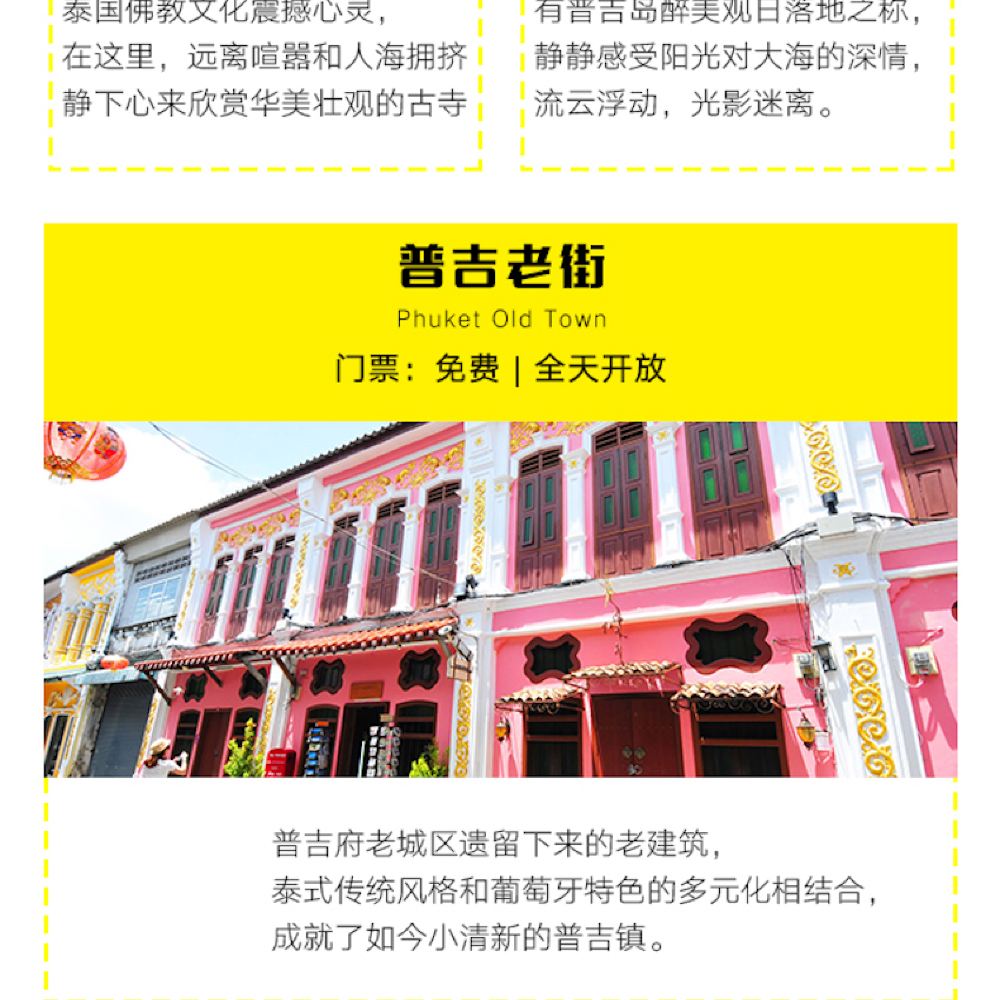 泰国佛教文化震撼心灵，
在这里，远离喧嚣和人海拥挤
静下心来欣赏华美壮观的古寺
有普吉岛醉美观日落地之称，
静静感受阳光对大海的深情，
流云浮动，光影迷离。
普吉老街
Phuket Old Town
门票：免费 | 全天开放
普吉府老城区遗留下来的老建筑，
泰式传统风格和葡萄牙特色的多元化相结合，
成就了如今小清新的普吉镇。